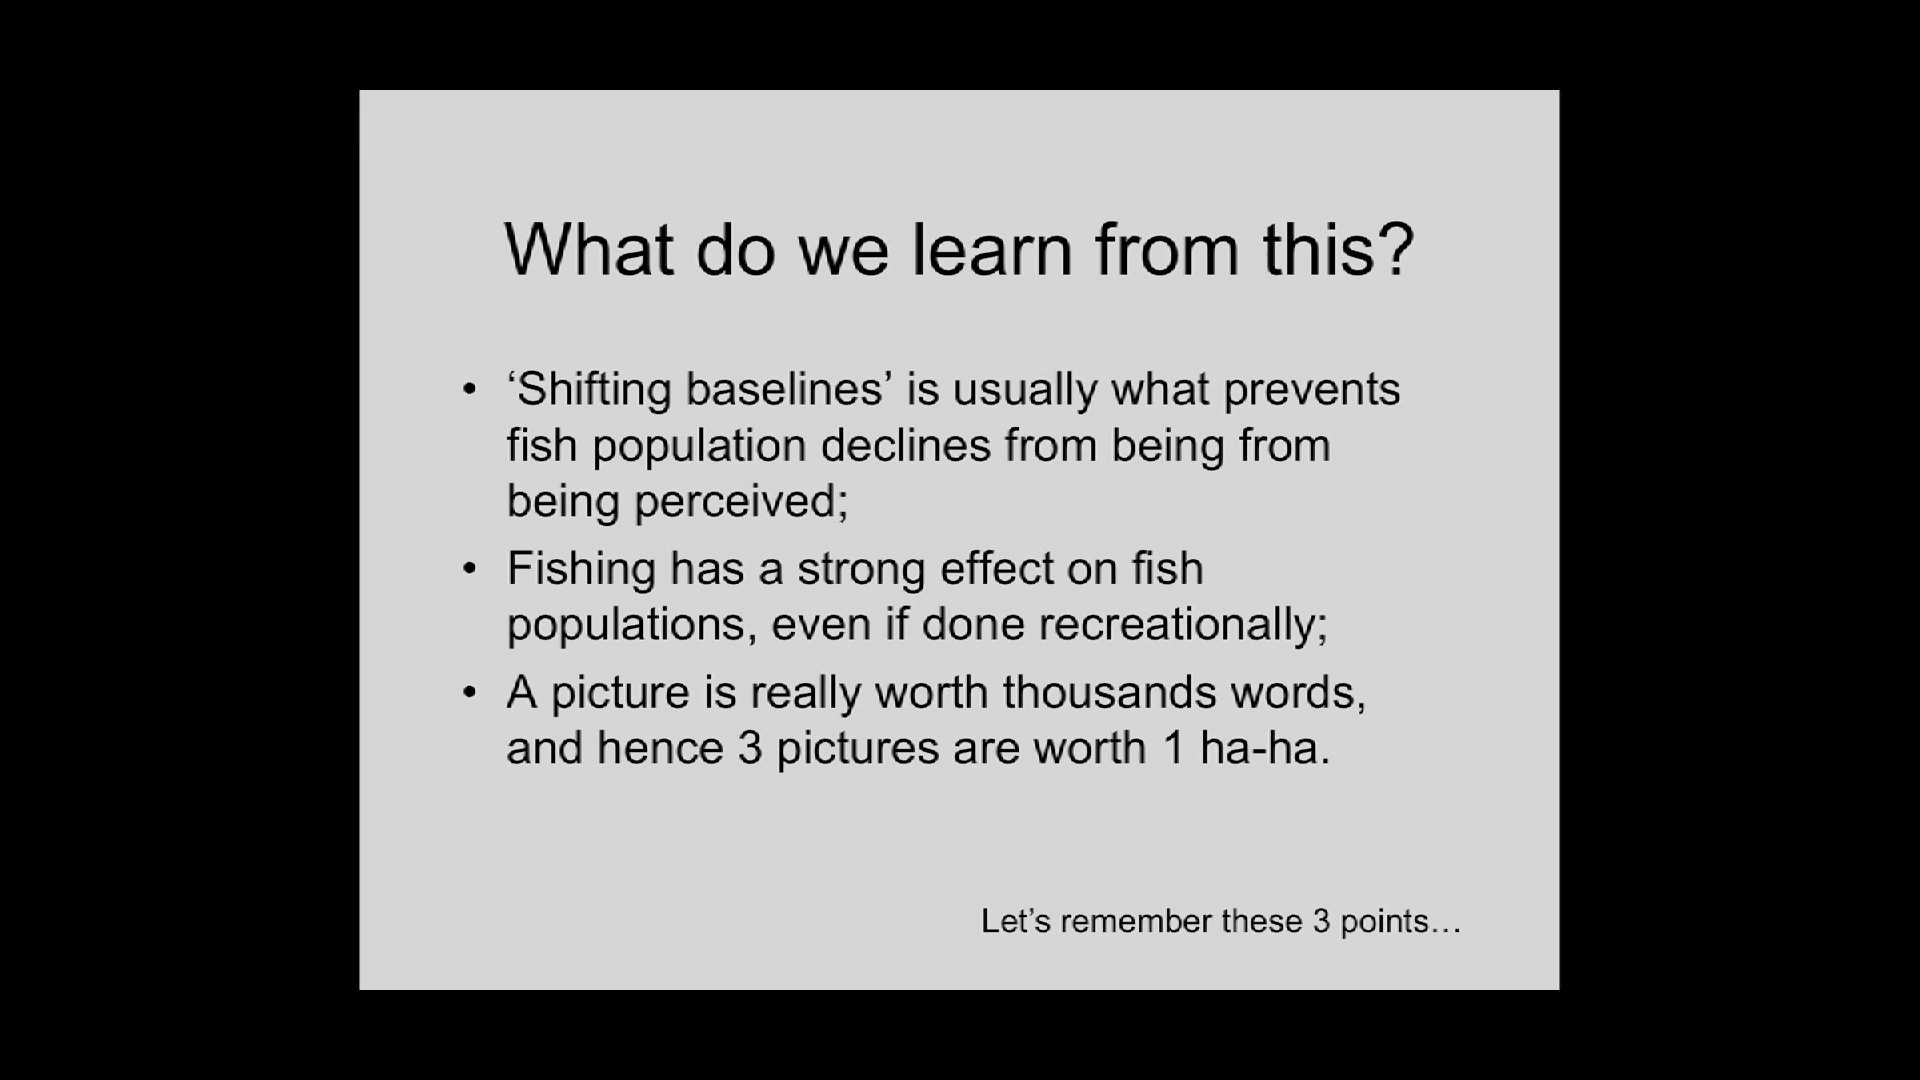 What do we learn from this?
• ‘Shifting baselines’ is usually what prevents
fish population declines from being from
being perceived;
• Fishing has a strong effect on fish
populations, even if done recreationally;
• A picture is really worth thousands words,
and hence 3 pictures are worth 1 ha-ha.
Let’s remember these 3 points…